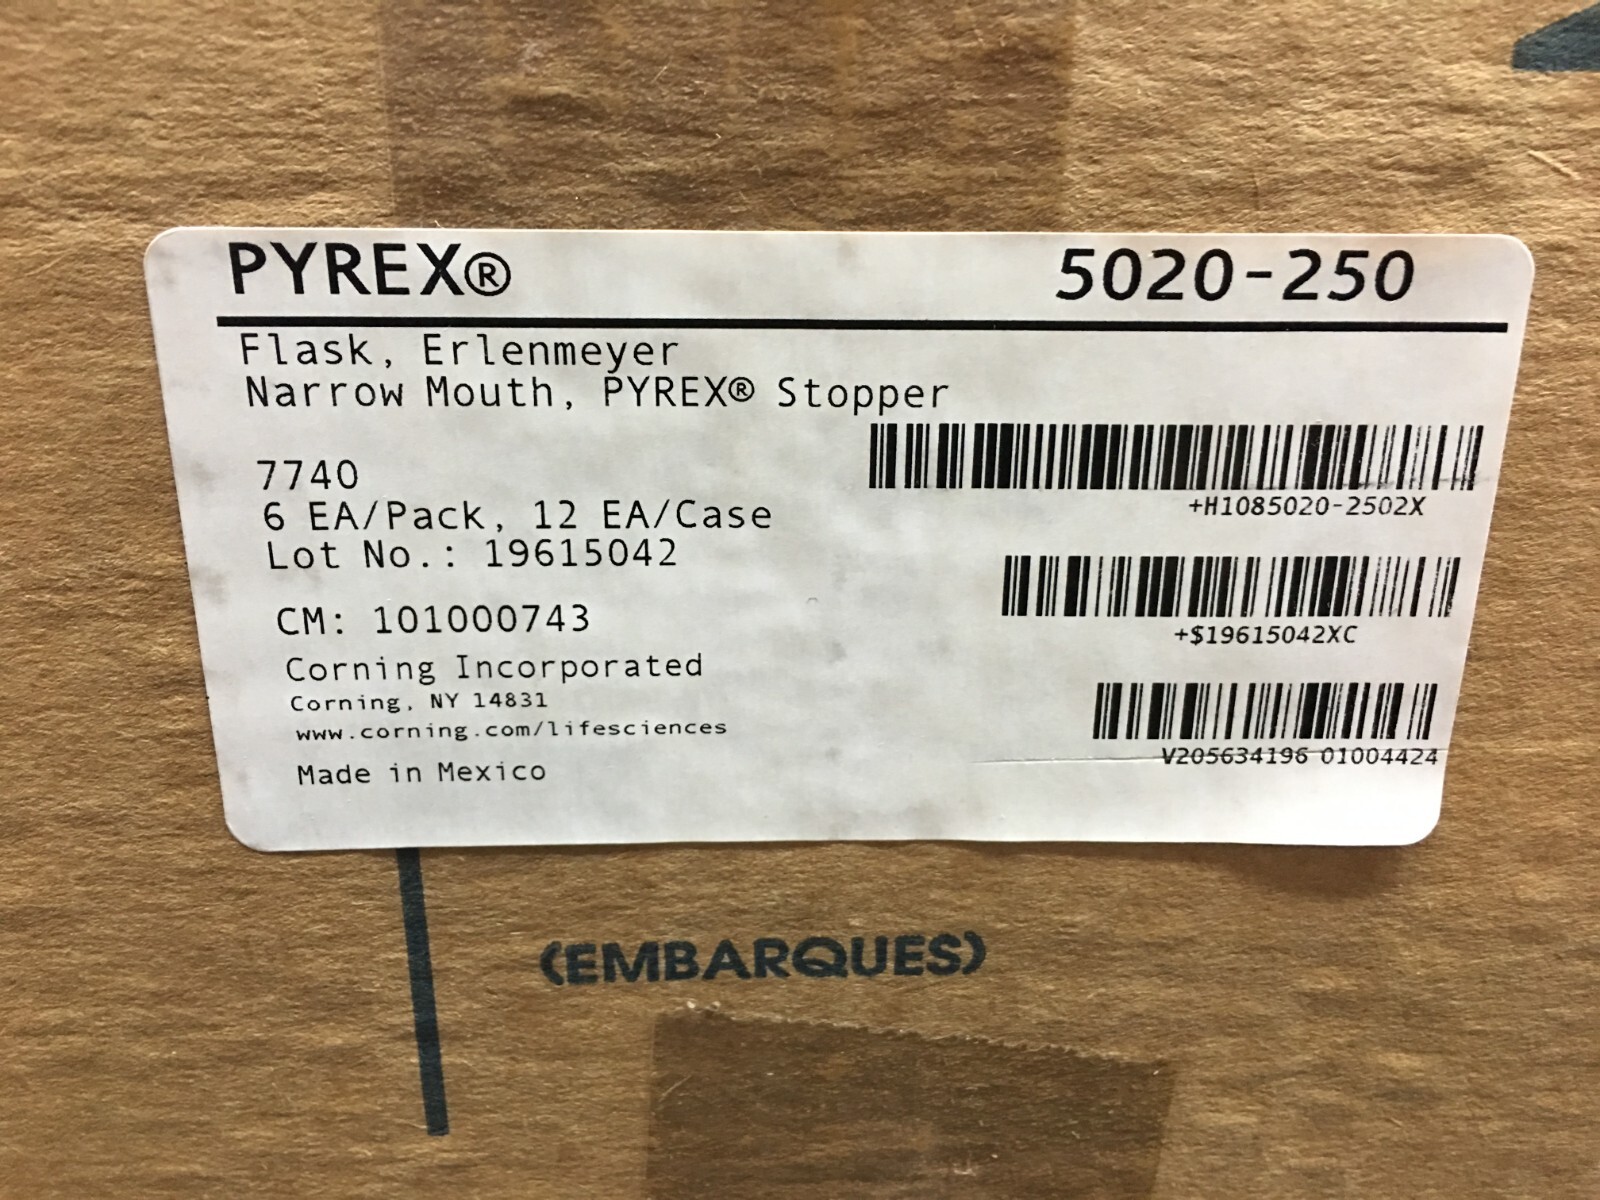 PYREX® 5020-250
Flask, Erlenmeyer
Narrow Mouth, PYREX® Stopper
7740
6 EA/Pack, 12 EA/Case
Lot No.: 19615042
CM: 101000743
Corning Incorporated
Corning, NY 14831
www.corning.com/lifesciences
Made in Mexico
+H1085020-2502X
+$19615042XC
V205634196 01004424
(EMBARQUES)